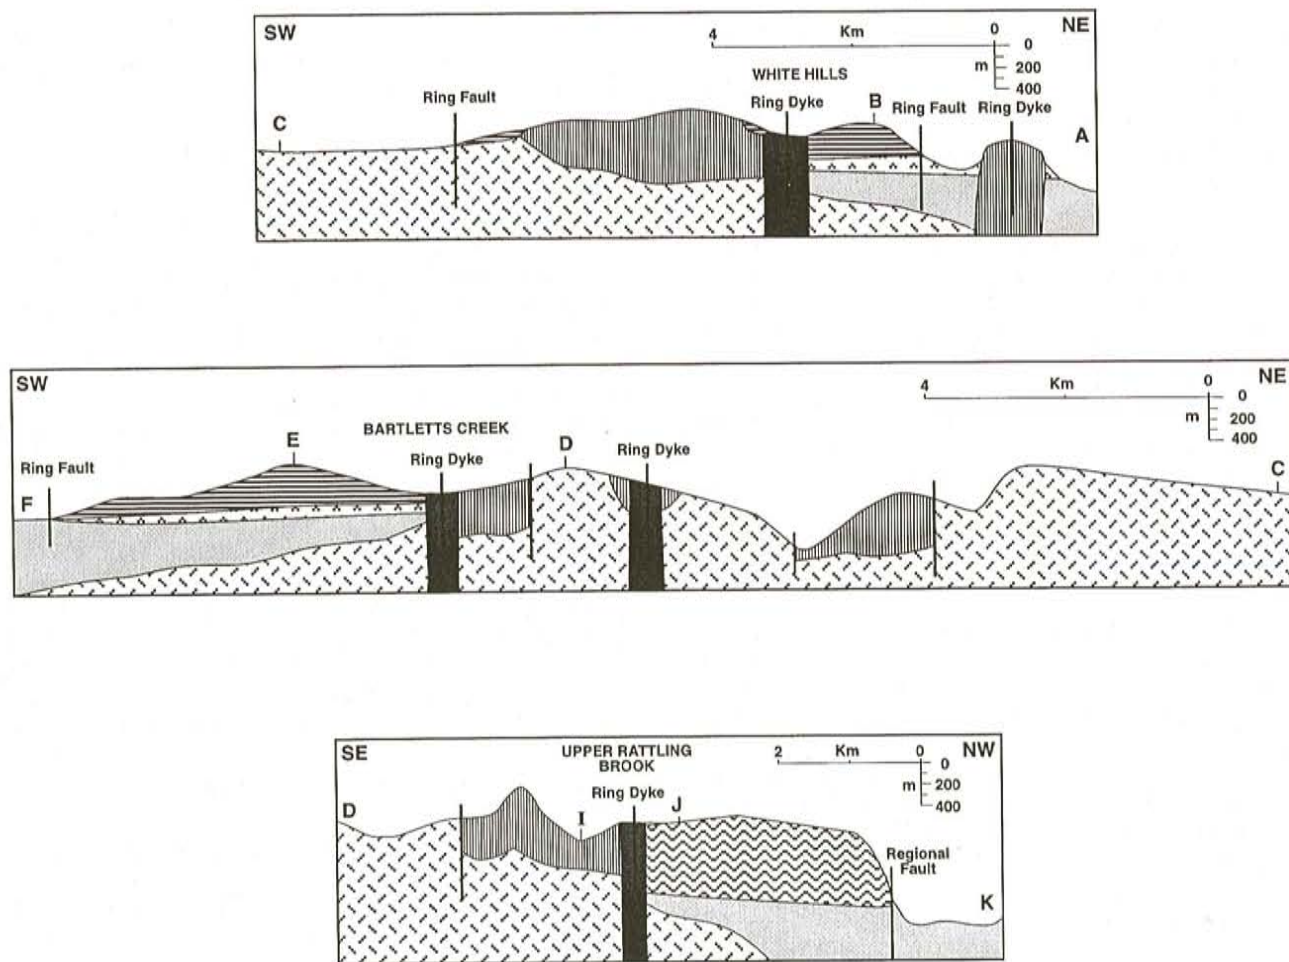 SW
4 Km 0 NE
0
m 200
400
WHITE HILLS
Ring Fault Ring Dyke B Ring Fault Ring Dyke
C A
SW
4 Km 0 NE
0
m 200
400
BARTLETTS CREEK
E Ring Dyke D Ring Dyke
Ring Fault C
F
SE UPPER RATTLING 2 Km 0 NW
BROOK 0
m 200
400
Ring Dyke
D I J
Regional
Fault
K